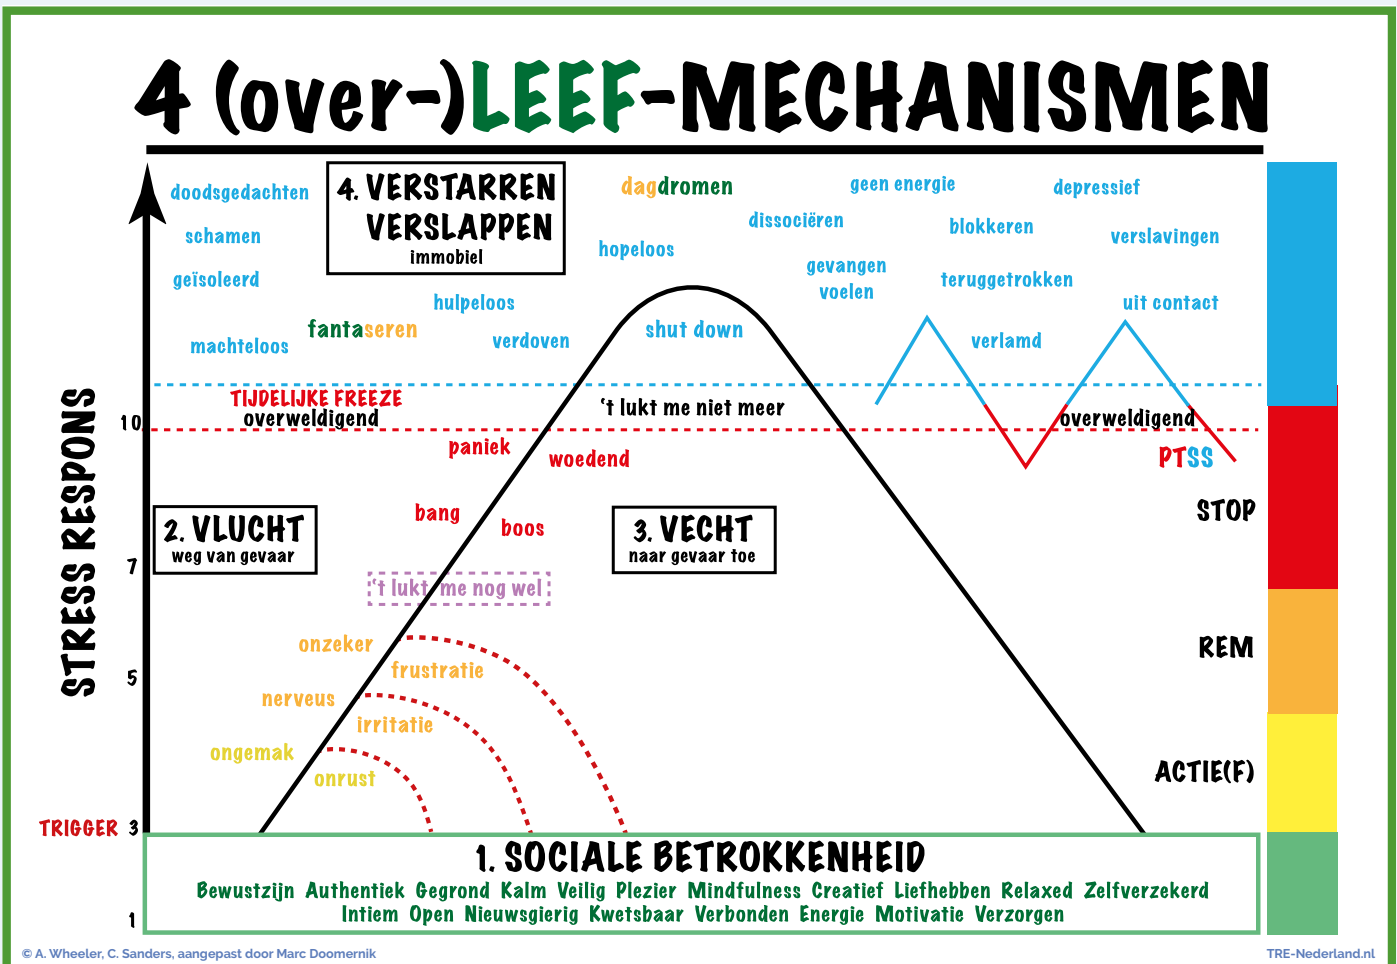 4 (over-)LEEF-MECHANISMEN
doodsgedachten
schamen
geïsoleerd
machteloos
4. VERSTARREN
VERSLAPPEN
immobiel
fantaseren
hulpeloos
verdoven
dagdromen
hopeloos
shut down
dissociëren
geen energie
depressief
blokkeren
verslavingen
gevangen
voelen
teruggetrokken
uit contact
verlamd
TIJDELIJKE FREEZE
overweldigend
't lukt me niet meer
overweldigend
PTSS
STRESS RESPONS
10
7
5
TRIGGER 3
1
paniek
woedend
bang
boos
2. VLUCHT
weg van gevaar
3. VECHT
naar gevaar toe
't lukt me nog wel
onzeker
frustratie
nerveus
irritatie
ongemak
onrust
STOP
REM
ACTIE(F)
1. SOCIALE BETROKKENHEID
Bewustzijn Authentiek Gegrond Kalm Veilig Plezier Mindfulness Creatief Liefhebben Relaxed Zelfverzekerd
Intiem Open Nieuwsgierig Kwetsbaar Verbonden Energie Motivatie Verzorgen
© A. Wheeler, C. Sanders, aangepast door Marc Doomernik
TRE-Nederland.nl